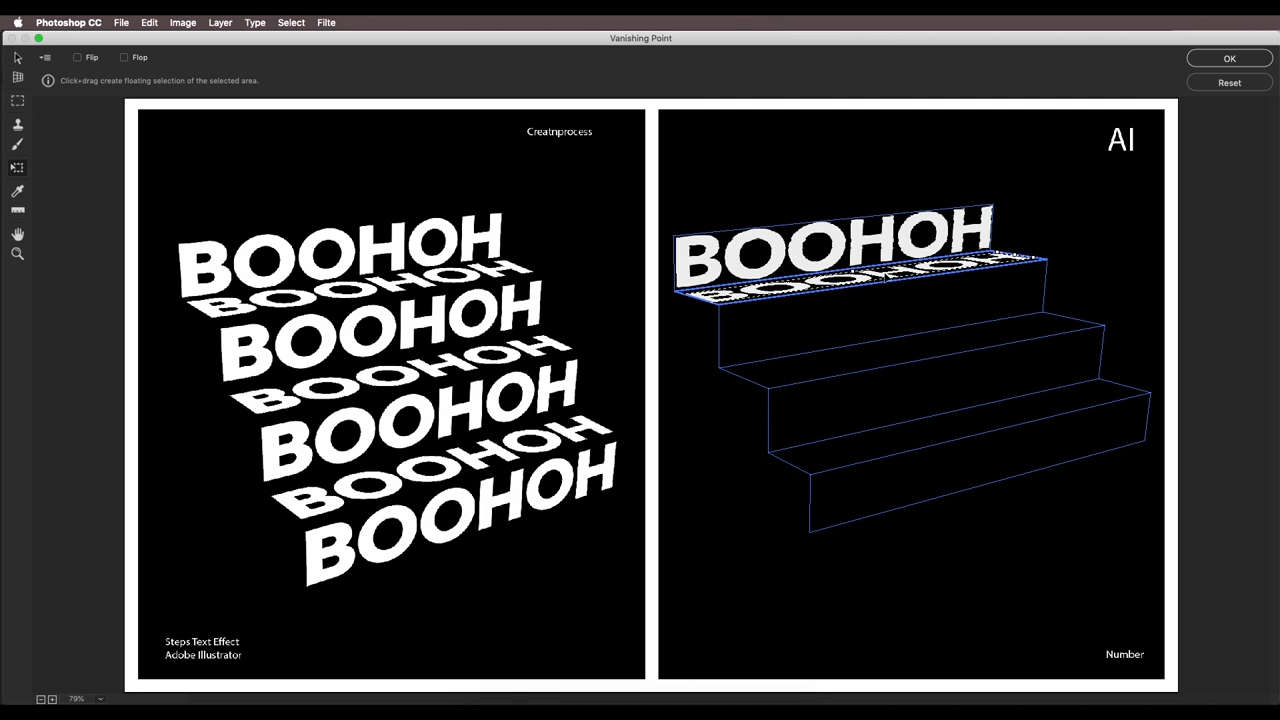 Photoshop CC File Edit Image Layer Type Select Filte
Vanishing Point
Flip Flop
OK
Click+drag create floating selection of the selected area.
Reset
Creatnprocess
BOOHOH
BOOHOH
BOOHOH
BOOHOH
BOOHOH
BOOHOH
BOOHOH
Steps Text Effect
Adobe Illustrator
AI
BOOHOH
BOOHOH
Number
79%